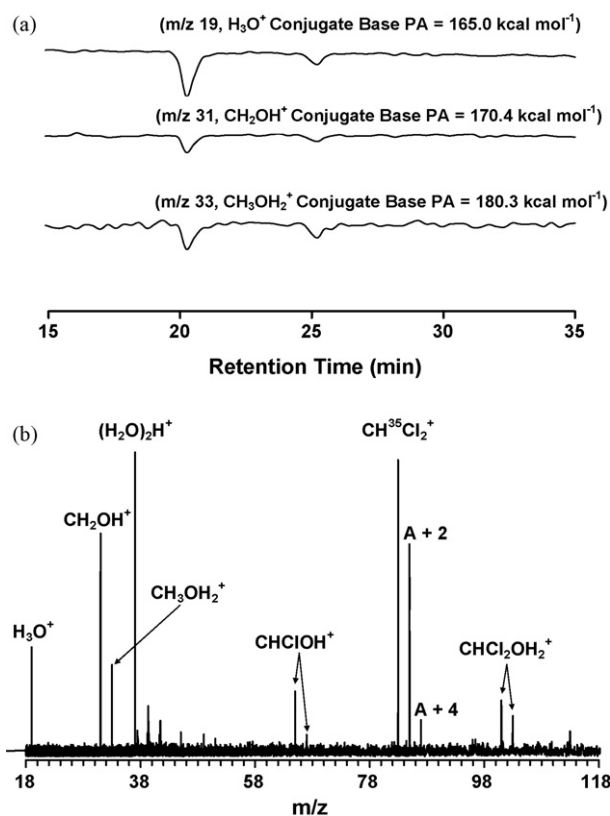 (a)
(m/z 19, H₃O⁺ Conjugate Base PA = 165.0 kcal mol⁻¹)
(m/z 31, CH₂OH⁺ Conjugate Base PA = 170.4 kcal mol⁻¹)
(m/z 33, CH₃OH₂⁺ Conjugate Base PA = 180.3 kcal mol⁻¹)
15 20 25 30 35
Retention Time (min)
(b)
(H₂O)₂H⁺
CH³⁵Cl₂⁺
CH₂OH⁺
A + 2
CH₃OH₂⁺
H₃O⁺
CHClOH⁺
CHCl₂OH₂⁺
A + 4
18 38 58 78 98 118
m/z